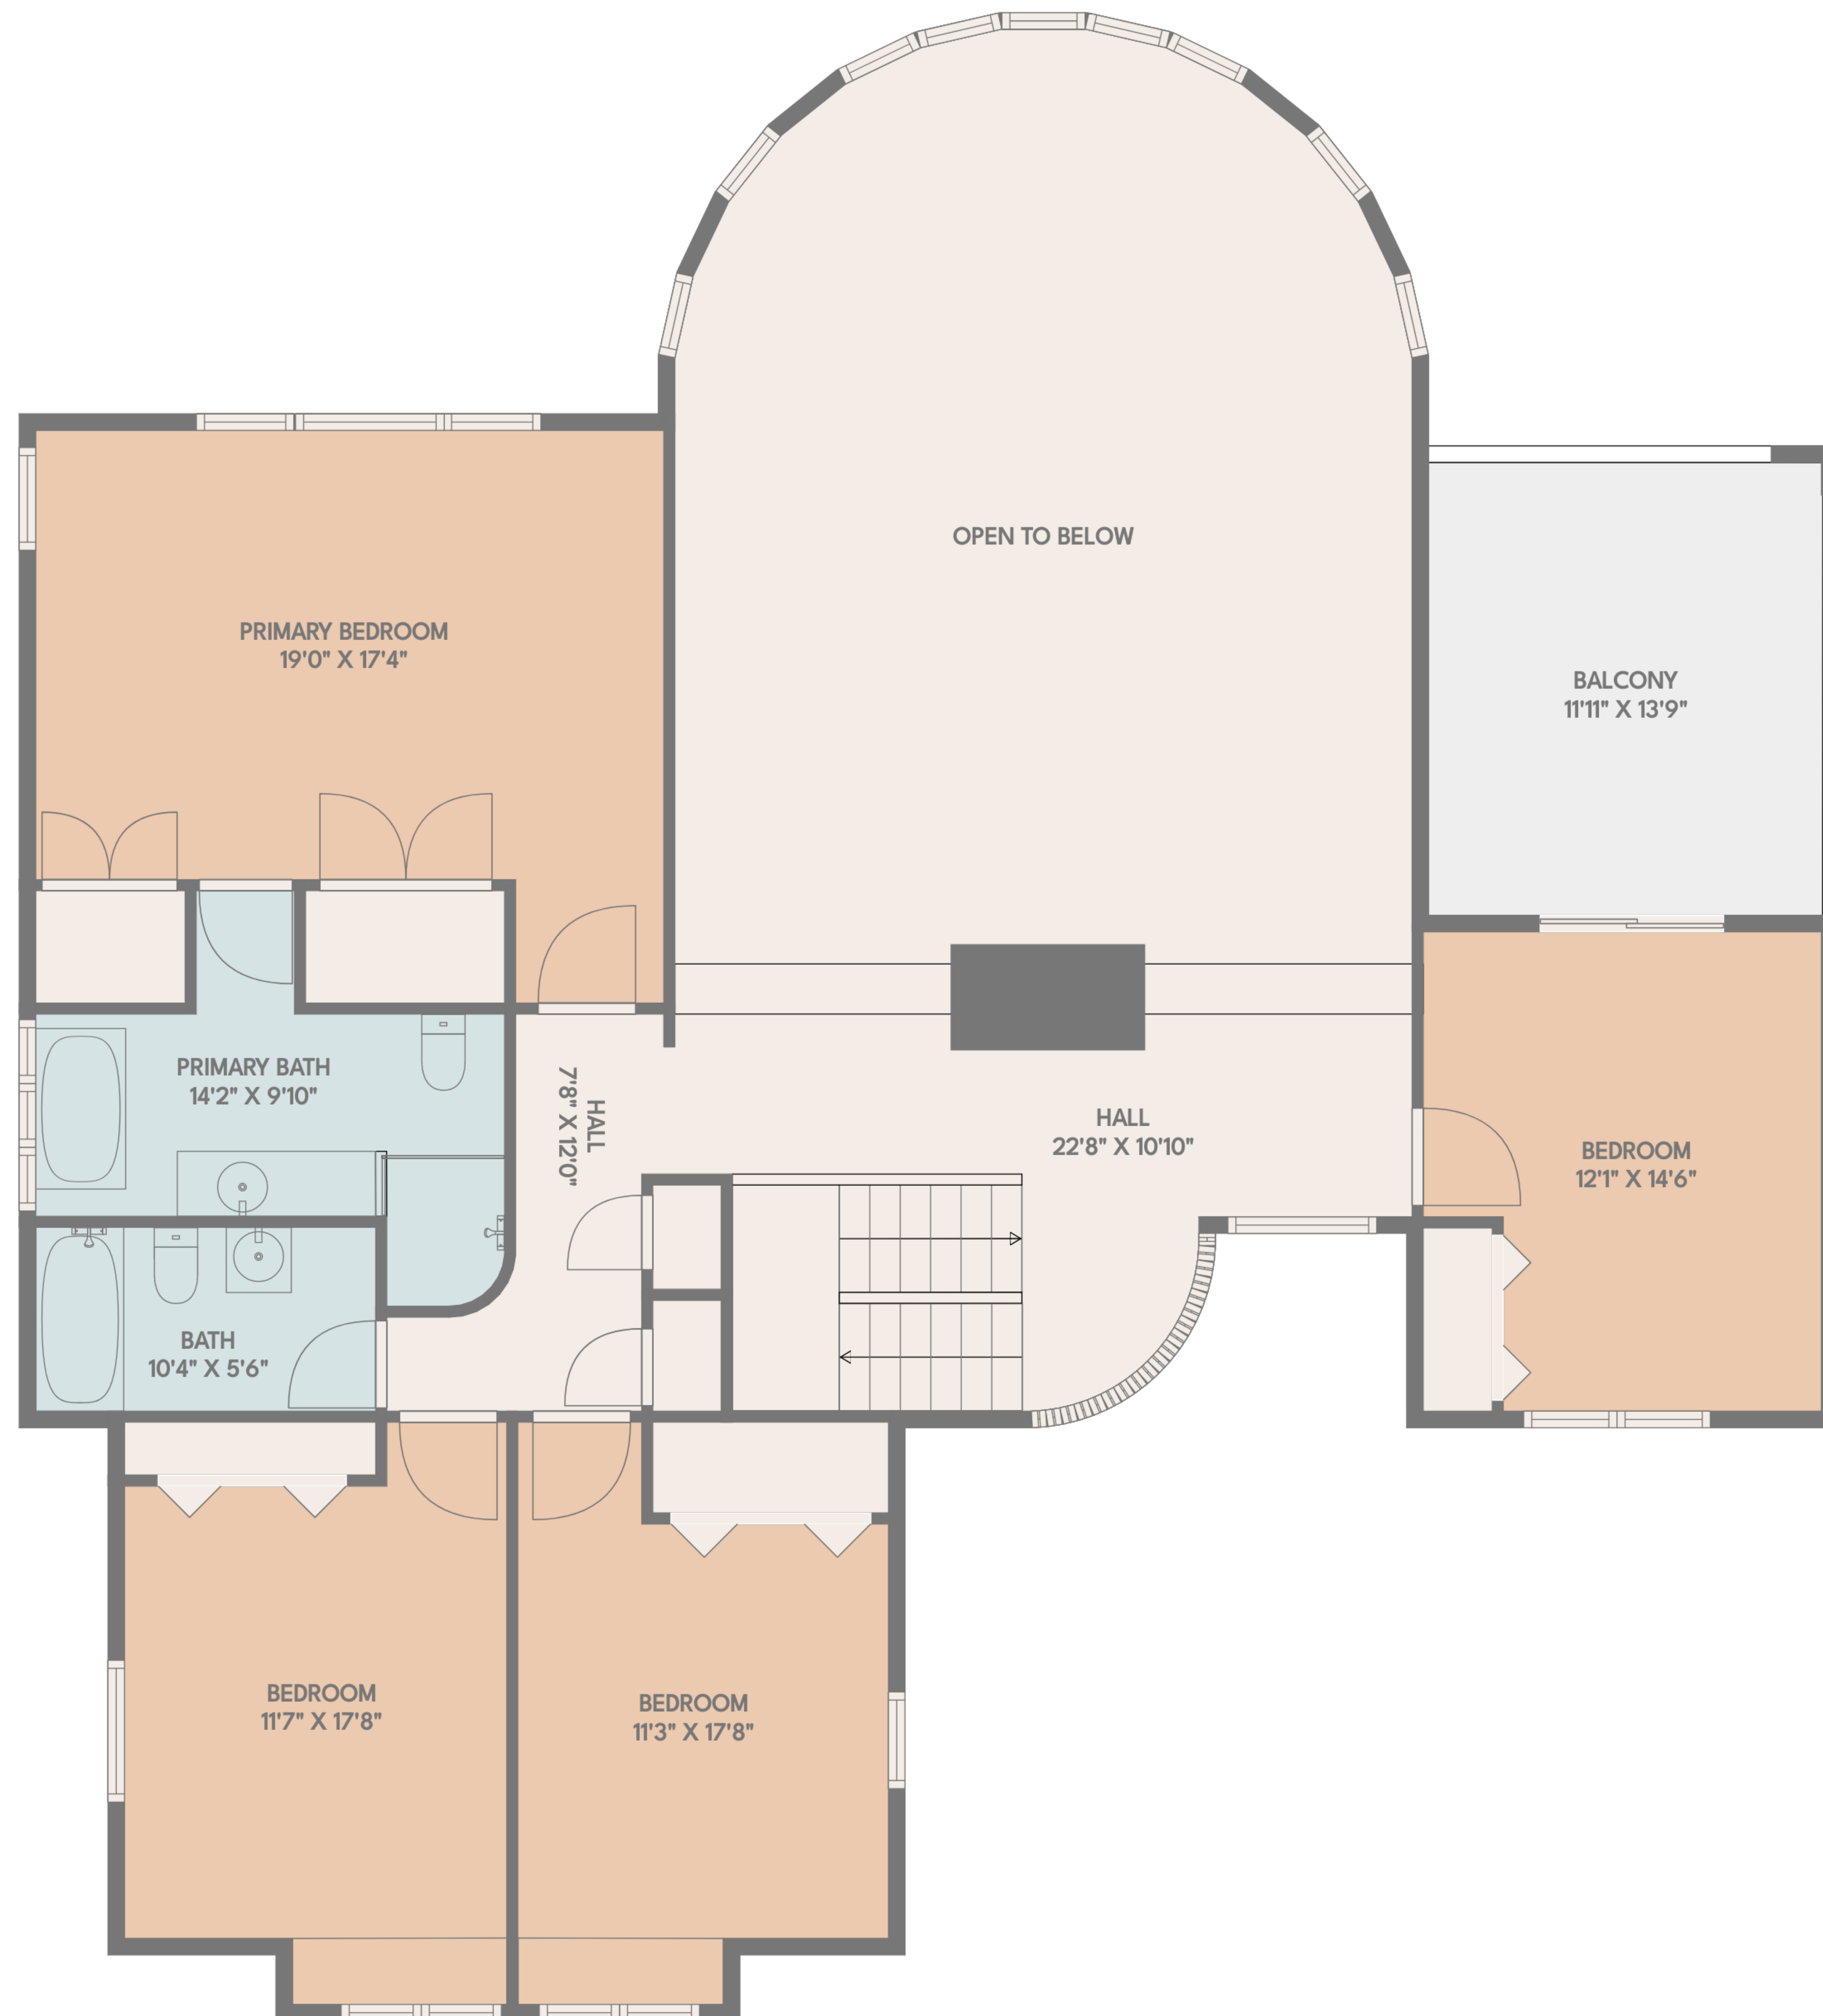 OPEN TO BELOW
PRIMARY BEDROOM
19'0" X 17'4"
BALCONY
11'11" X 13'9"
PRIMARY BATH
14'2" X 9'10"
HALL
7'8" X 12'0"
HALL
22'8" X 10'10"
BEDROOM
12'1" X 14'6"
BATH
10'4" X 5'6"
BEDROOM
11'7" X 17'8"
BEDROOM
11'3" X 17'8"